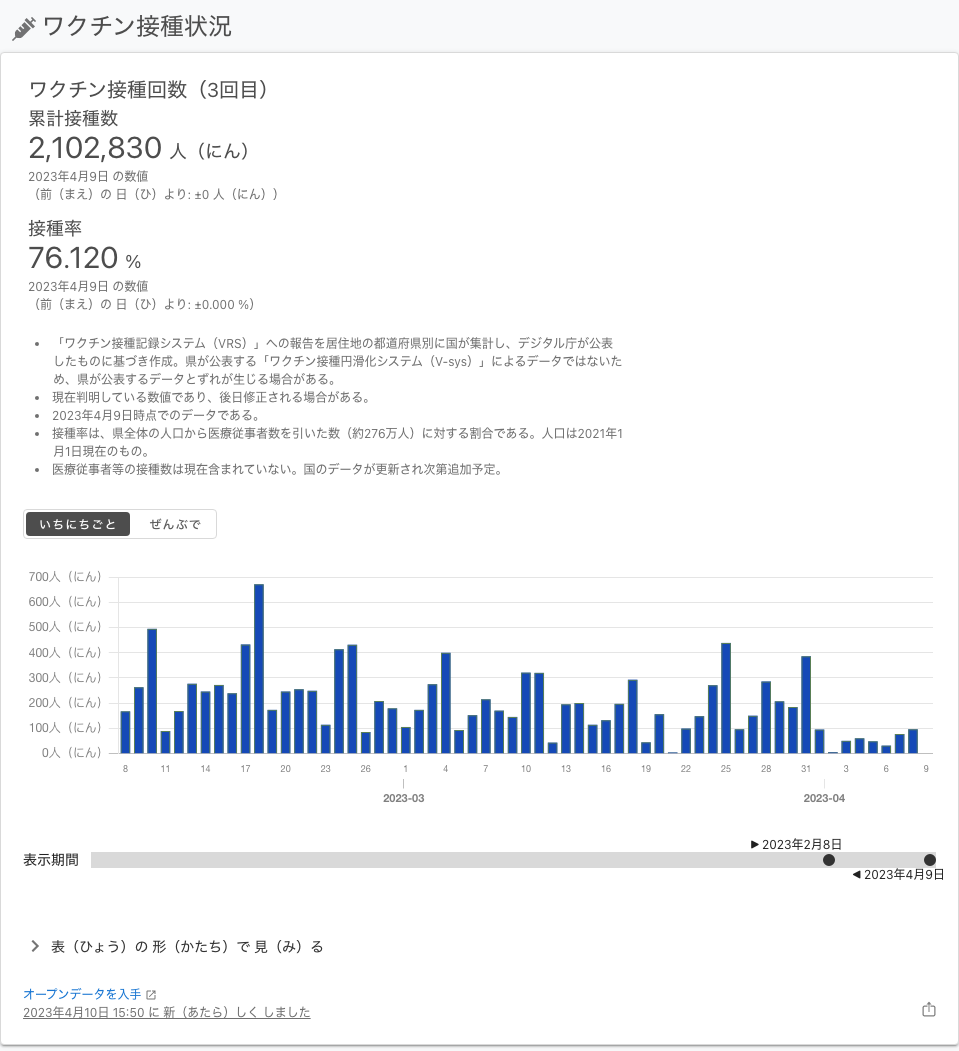 ワクチン接種状況
ワクチン接種回数（3回目）
累計接種数
2,102,830 人（にん）
2023年4月9日 の数値
（前（まえ）の 日（ひ）より: ±0 人（にん））
接種率
76.120 %
2023年4月9日 の数値
（前（まえ）の 日（ひ）より: ±0.000 %）
• 「ワクチン接種記録システム（VRS）」への報告を居住地の都道府県別に国が集計し、デジタル庁が公表
したものに基づき作成。県が公表する「ワクチン接種円滑化システム（V-sys）」によるデータではないた
め、県が公表するデータとずれが生じる場合がある。
• 現在判明している数値であり、後日修正される場合がある。
• 2023年4月9日時点でのデータである。
• 接種率は、県全体の人口から医療従事者数を引いた数（約276万人）に対する割合である。人口は2021年1
月1日現在のもの。
• 医療従事者等の接種数は現在含まれていない。国のデータが更新され次第追加予定。
いちにちごと ぜんぶで
700人（にん）
600人（にん）
500人（にん）
400人（にん）
300人（にん）
200人（にん）
100人（にん）
0人（にん）
8 11 14 17 20 23 26 1 4 7 10 13 16 19 22 25 28 31 3 6 9
2023-03 2023-04
▶ 2023年2月8日
表示期間
◀ 2023年4月9日
表（ひょう）の 形（かたち）で 見（み）る
オープンデータを入手
2023年4月10日 15:50 に 新（あたら）しく しました